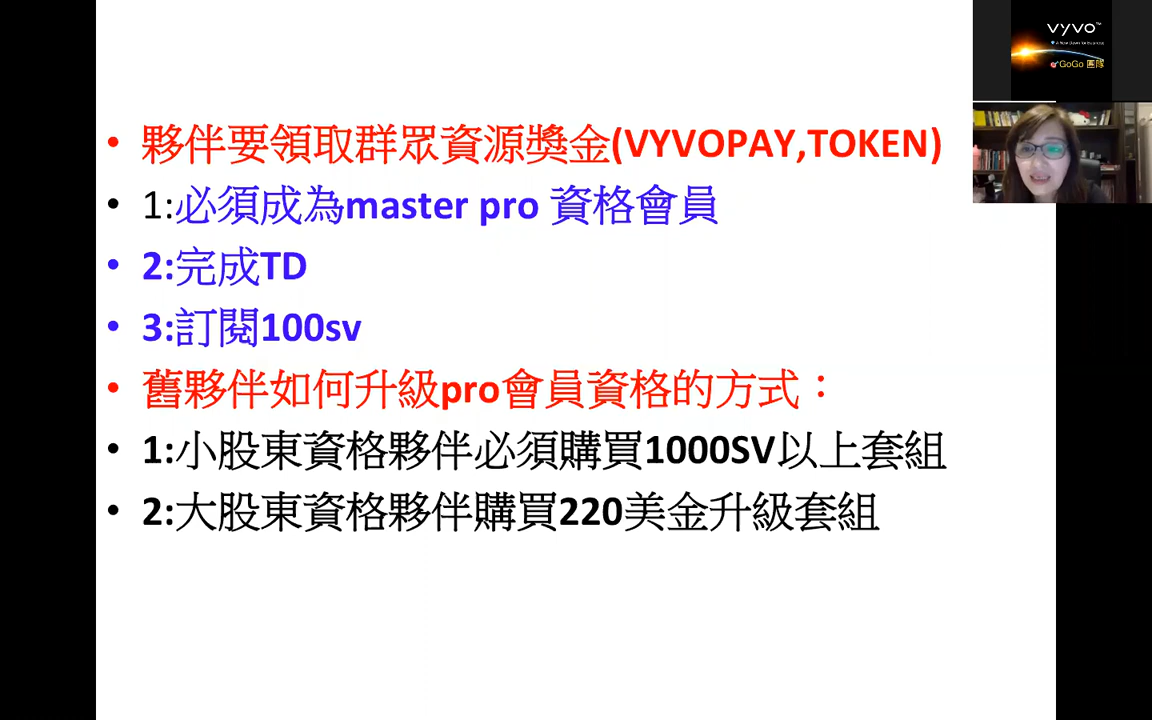 • 夥伴要領取群眾資源獎金(VYVOPAY,TOKEN)
• 1:必須成為master pro 資格會員
• 2:完成TD
• 3:訂閱100sv
• 舊夥伴如何升級pro會員資格的方式：
• 1:小股東資格夥伴必須購買1000SV以上套組
• 2:大股東資格夥伴購買220美金升級套組
vyvo™
GoGo 團隊